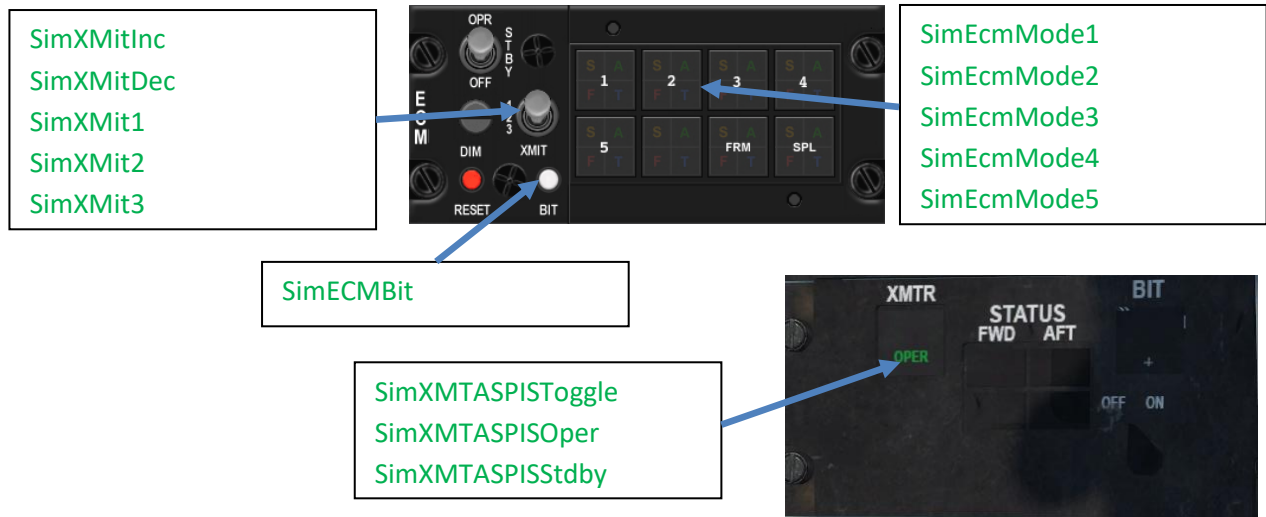 SimXMitInc
SimXMitDec
SimXMit1
SimXMit2
SimXMit3
OPR
STBY
OFF
ECM
1
2
3
DIM
XMIT
RESET
BIT
S A
1
F T
S A
2
F T
S A
3
F T
S A
4
F T
S A
5
F T
S A
F T
S A
FRM
F T
S A
SPL
F T
SimEcmMode1
SimEcmMode2
SimEcmMode3
SimEcmMode4
SimEcmMode5
SimECMBit
SimXMTASPISToggle
SimXMTASPISOper
SimXMTASPISStdby
XMTR
OPER
STATUS
FWD AFT
BIT
OFF ON